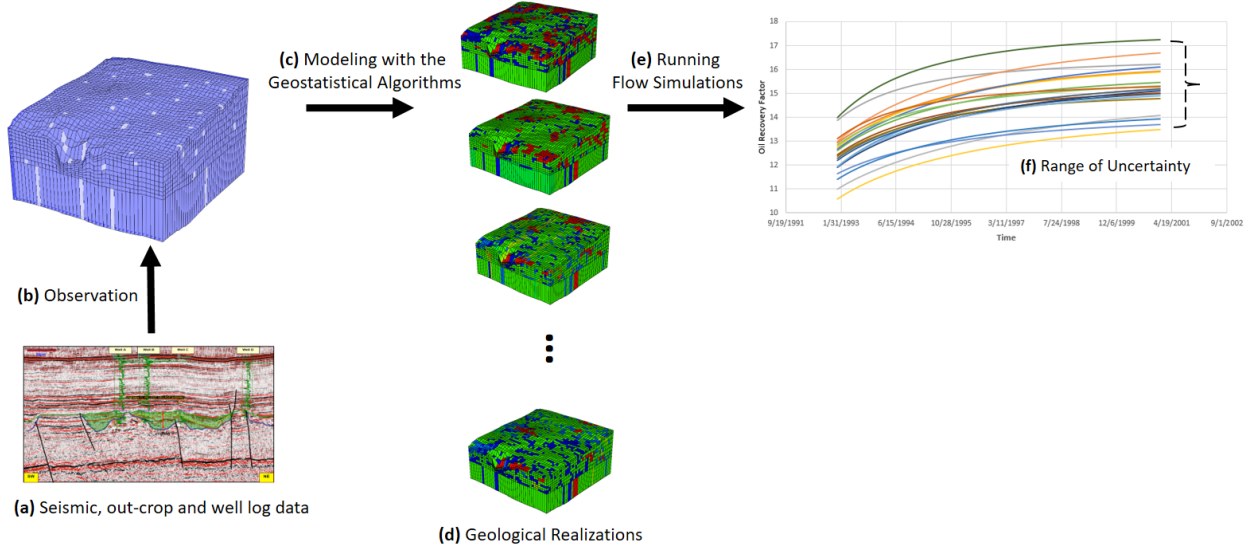 (c) Modeling with the
Geostatistical Algorithms
(e) Running
Flow Simulations
Oil Recovery Factor
18
17
16
15
14
13
12
11
10
9/19/1991
1/31/1993
6/15/1994
10/28/1995
3/11/1997
7/24/1998
12/6/1999
4/19/2001
9/1/2002
Time
(f) Range of Uncertainty
(b) Observation
(a) Seismic, out-crop and well log data
(d) Geological Realizations